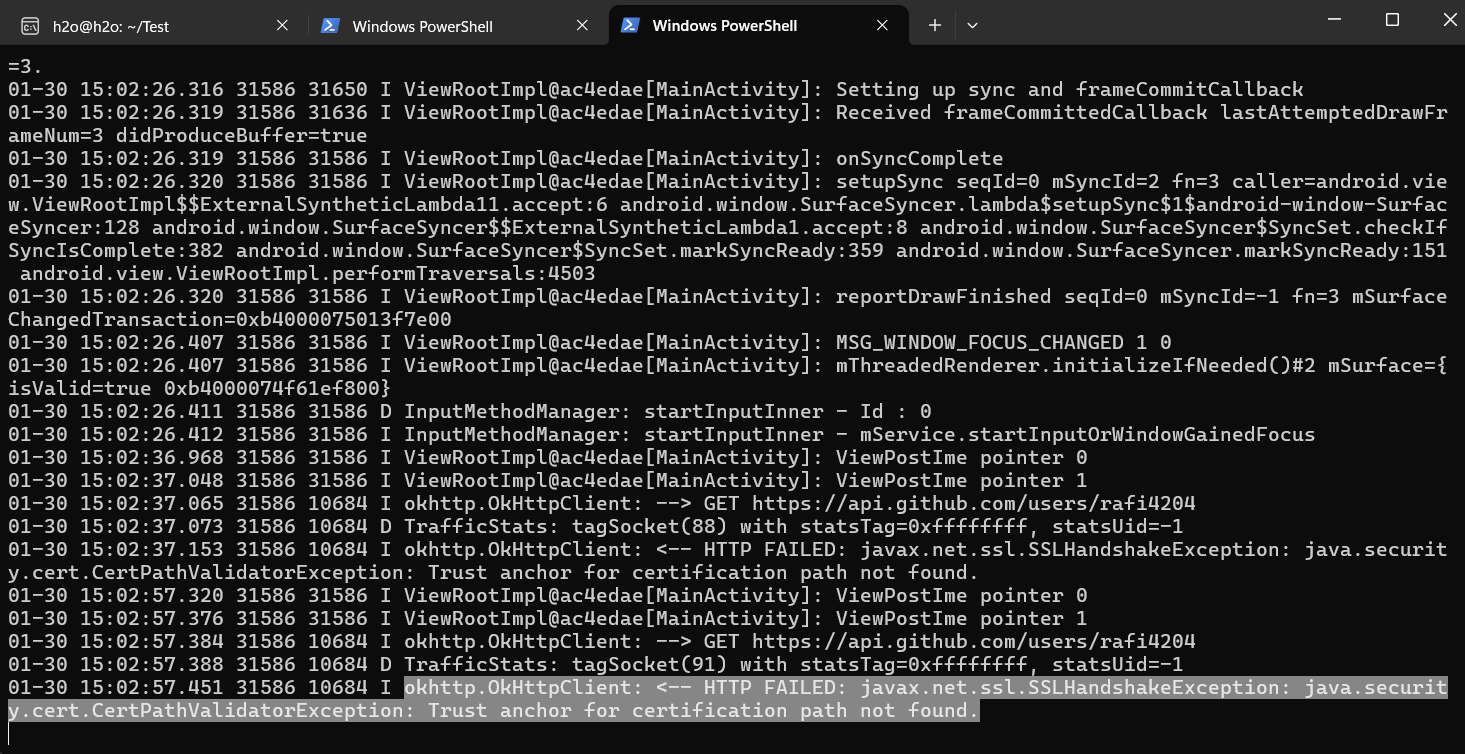 h2o@h2o: ~/Test
Windows PowerShell
Windows PowerShell
=3.
01-30 15:02:26.316 31586 31650 I ViewRootImpl@ac4edae[MainActivity]: Setting up sync and frameCommitCallback
01-30 15:02:26.319 31586 31636 I ViewRootImpl@ac4edae[MainActivity]: Received frameCommittedCallback lastAttemptedDrawFr
ameNum=3 didProduceBuffer=true
01-30 15:02:26.319 31586 31586 I ViewRootImpl@ac4edae[MainActivity]: onSyncComplete
01-30 15:02:26.320 31586 31586 I ViewRootImpl@ac4edae[MainActivity]: setupSync seqId=0 mSyncId=2 fn=3 caller=android.vie
w.ViewRootImpl$$ExternalSyntheticLambda11.accept:6 android.window.SurfaceSyncer.lambda$setupSync$1$android-window-Surfac
eSyncer:128 android.window.SurfaceSyncer$$ExternalSyntheticLambda1.accept:8 android.window.SurfaceSyncer$SyncSet.checkIf
SyncIsComplete:382 android.window.SurfaceSyncer$SyncSet.markSyncReady:359 android.window.SurfaceSyncer.markSyncReady:151
 android.view.ViewRootImpl.performTraversals:4503
01-30 15:02:26.320 31586 31586 I ViewRootImpl@ac4edae[MainActivity]: reportDrawFinished seqId=0 mSyncId=-1 fn=3 mSurface
ChangedTransaction=0xb4000075013f7e00
01-30 15:02:26.407 31586 31586 I ViewRootImpl@ac4edae[MainActivity]: MSG_WINDOW_FOCUS_CHANGED 1 0
01-30 15:02:26.407 31586 31586 I ViewRootImpl@ac4edae[MainActivity]: mThreadedRenderer.initializeIfNeeded()#2 mSurface={
isValid=true 0xb4000074f61ef800}
01-30 15:02:26.411 31586 31586 D InputMethodManager: startInputInner - Id : 0
01-30 15:02:26.412 31586 31586 I InputMethodManager: startInputInner - mService.startInputOrWindowGainedFocus
01-30 15:02:36.968 31586 31586 I ViewRootImpl@ac4edae[MainActivity]: ViewPostIme pointer 0
01-30 15:02:37.048 31586 31586 I ViewRootImpl@ac4edae[MainActivity]: ViewPostIme pointer 1
01-30 15:02:37.065 31586 10684 I okhttp.OkHttpClient: --> GET https://api.github.com/users/rafi4204
01-30 15:02:37.073 31586 10684 D TrafficStats: tagSocket(88) with statsTag=0xffffffff, statsUid=-1
01-30 15:02:37.153 31586 10684 I okhttp.OkHttpClient: <-- HTTP FAILED: javax.net.ssl.SSLHandshakeException: java.securit
y.cert.CertPathValidatorException: Trust anchor for certification path not found.
01-30 15:02:57.320 31586 31586 I ViewRootImpl@ac4edae[MainActivity]: ViewPostIme pointer 0
01-30 15:02:57.376 31586 31586 I ViewRootImpl@ac4edae[MainActivity]: ViewPostIme pointer 1
01-30 15:02:57.384 31586 10684 I okhttp.OkHttpClient: --> GET https://api.github.com/users/rafi4204
01-30 15:02:57.388 31586 10684 D TrafficStats: tagSocket(91) with statsTag=0xffffffff, statsUid=-1
01-30 15:02:57.451 31586 10684 I okhttp.OkHttpClient: <-- HTTP FAILED: javax.net.ssl.SSLHandshakeException: java.securit
y.cert.CertPathValidatorException: Trust anchor for certification path not found.